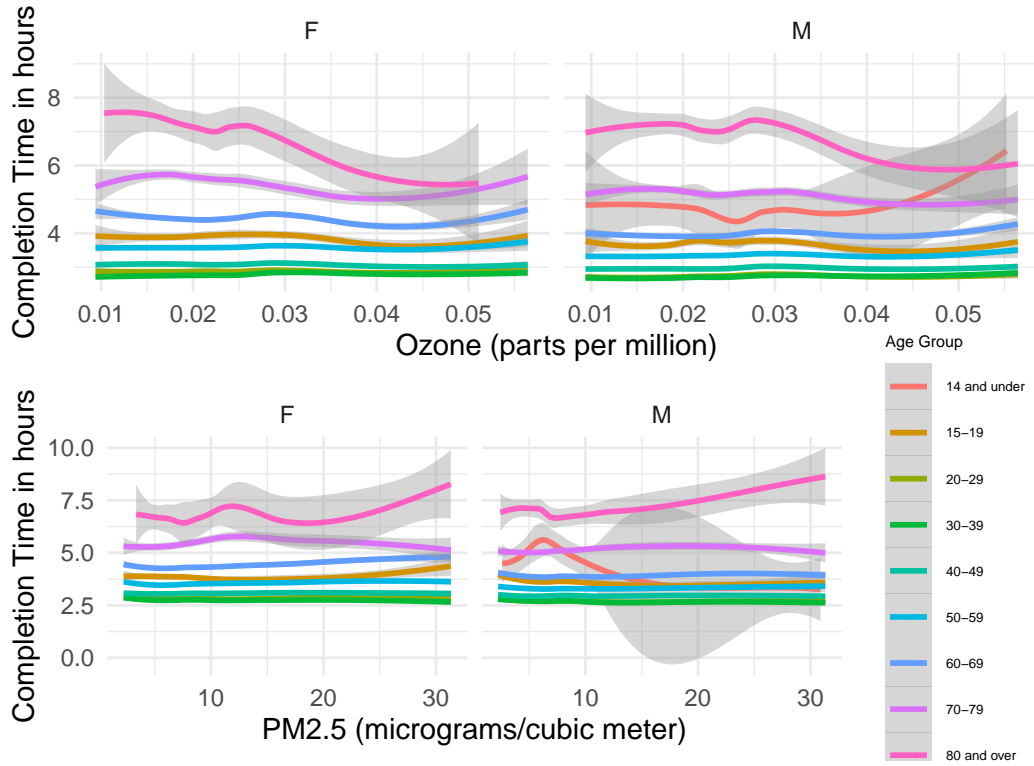 F
M
Completion Time in hours
8
6
4
0.01
0.02
0.03
0.04
0.05
0.01
0.02
0.03
0.04
0.05
Ozone (parts per million)
Age Group
14 and under
15−19
20−29
30−39
40−49
50−59
60−69
70−79
80 and over
F
M
Completion Time in hours
10.0
7.5
5.0
2.5
0.0
10
20
30
10
20
30
PM2.5 (micrograms/cubic meter)